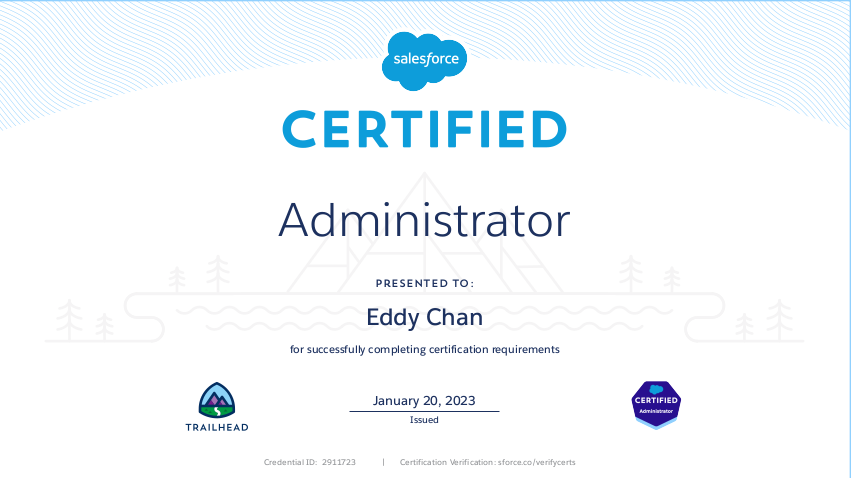 salesforce
CERTIFIED
Administrator
PRESENTED TO:
Eddy Chan
for successfully completing certification requirements
January 20, 2023
Issued
TRAILHEAD
CERTIFIED
Administrator
Credential ID: 2911723 | Certification Verification: sforce.co/verifycerts